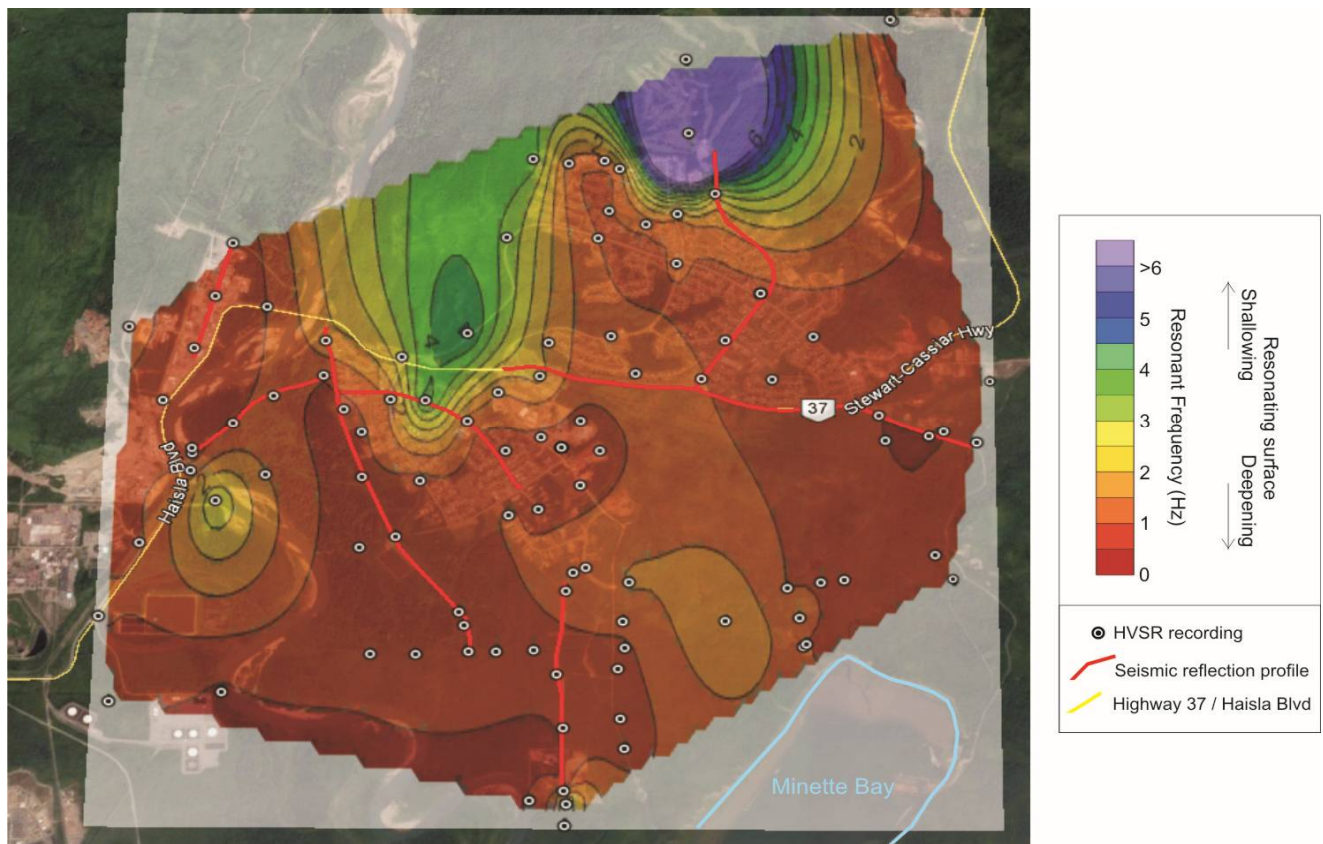 2
6
4
2
4
Haisla Blvd
37
Stewart-Cassiar Hwy
Minette Bay
>6
5
4
3
2
1
0
Resonant Frequency (Hz)
Shallowing
Deepening
Resonating surface
HVSR recording
Seismic reflection profile
Highway 37 / Haisla Blvd